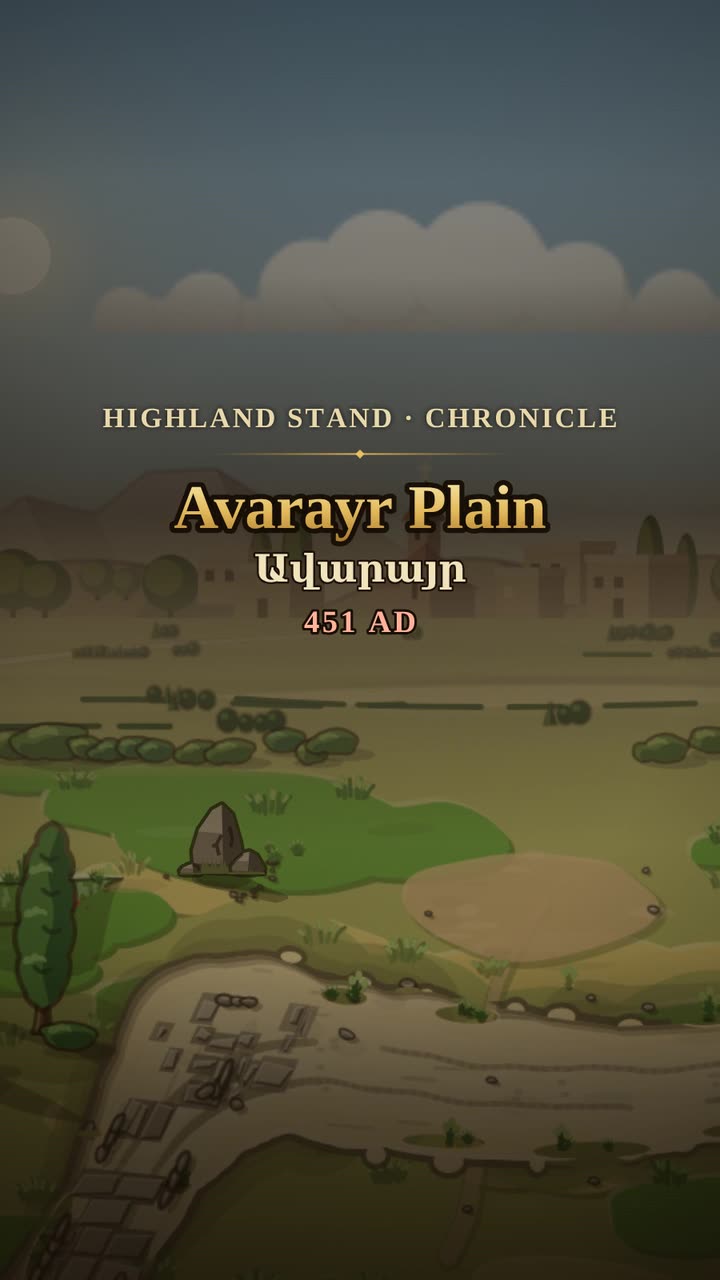 HIGHLAND STAND · CHRONICLE
Avarayr Plain
Ավարայր
451 AD